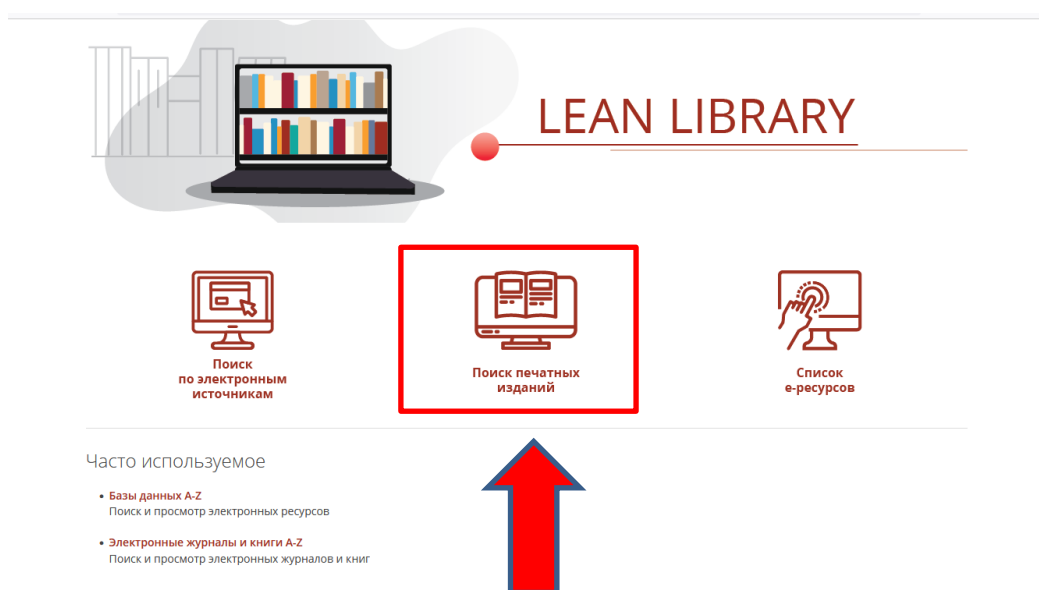 LEAN LIBRARY
Поиск
по электронным
источникам
Поиск печатных
изданий
Список
е-ресурсов
Часто используемое
• Базы данных A-Z
Поиск и просмотр электронных ресурсов
• Электронные журналы и книги A-Z
Поиск и просмотр электронных журналов и книг